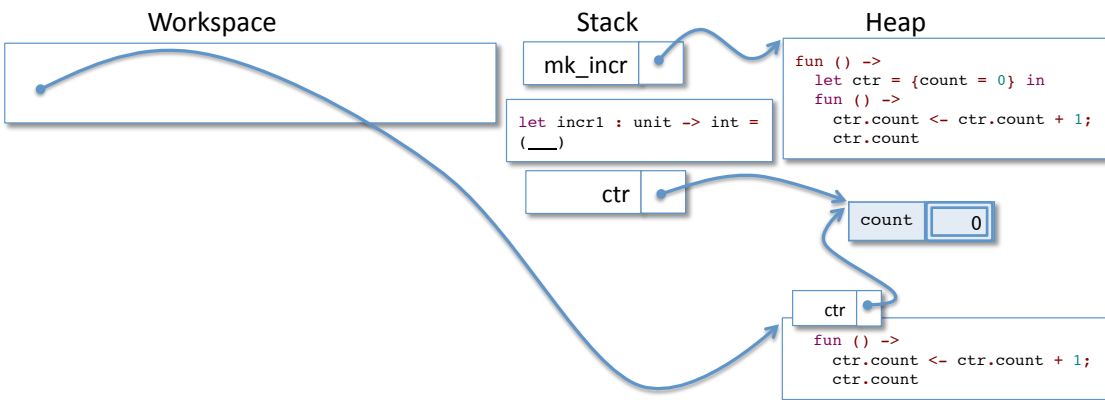 Workspace
Stack
Heap
mk_incr
fun () ->
let ctr = {count = 0} in
fun () ->
ctr.count <- ctr.count + 1;
ctr.count
let incr1 : unit -> int =
(___)
ctr
count 0
ctr
fun () ->
ctr.count <- ctr.count + 1;
ctr.count